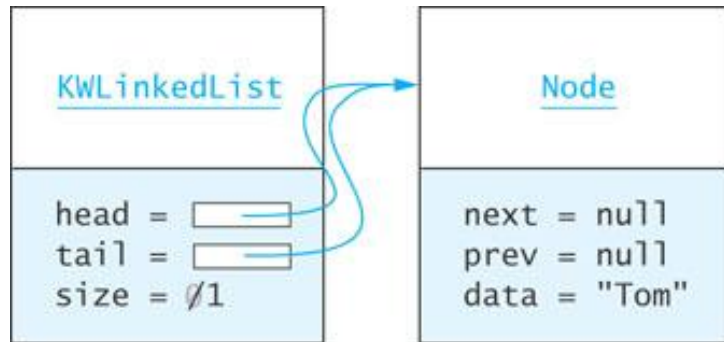 KWLinkedList
head =
tail =
size = 01
Node
next = null
prev = null
data = "Tom"